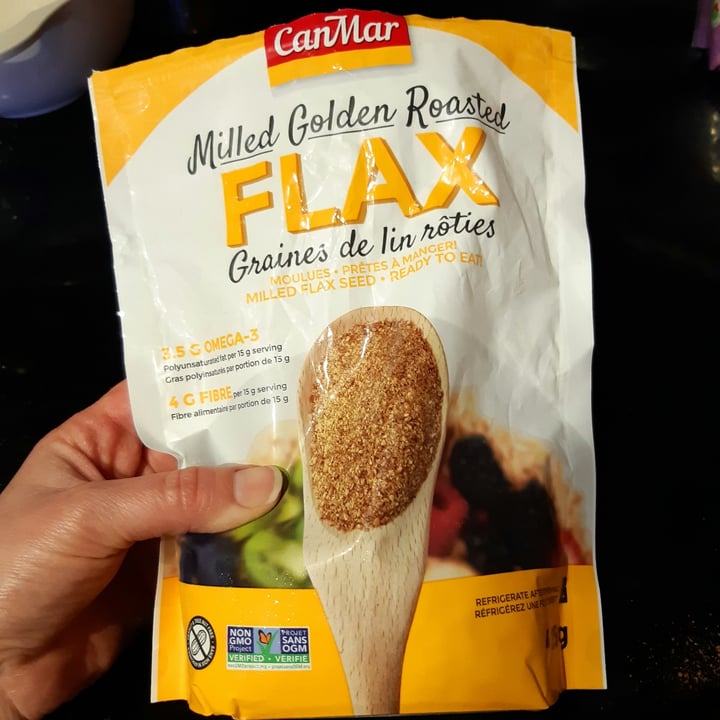 CanMar
Milled Golden Roasted
FLAX
Graines de lin rôties
MOULUES • PRÊTES À MANGER!
MILLED FLAX SEED • READY TO EAT!
3.5 G OMEGA-3
Polyunsaturated fat per 15 g serving
Gras polyinsaturés par portion de 15 g
4 G FIBRE per 15 g serving
Fibre alimentaire par portion de 15 g
REFRIGERATE AFTER
RÉFRIGÉREZ UNE
NON
GMO
Project
VERIFIED
PROJET
SANS
OGM
VÉRIFIÉ
g